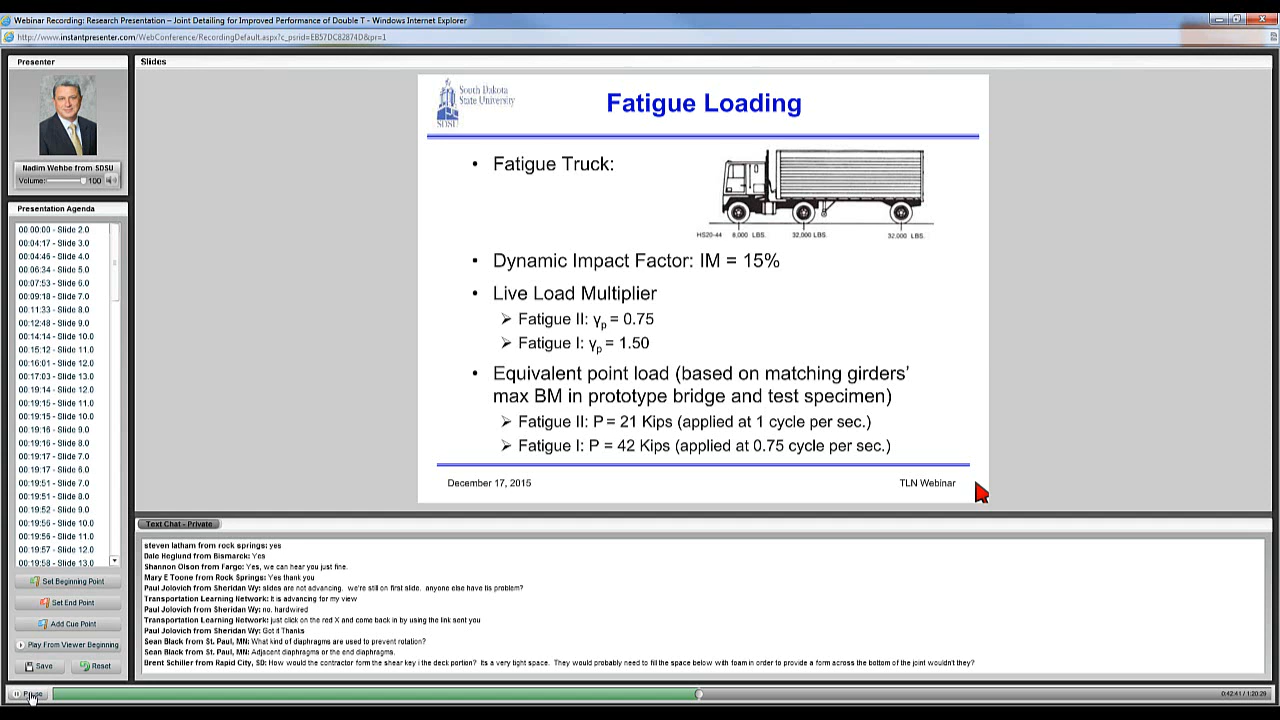 Webinar Recording: Research Presentation – Joint Detailing for Improved Performance of Double T - Windows Internet Explorer
http://www.instantpresenter.com/WebConference/RecordingDefault.aspx?c_psrid=EB57DC82874D&pr=1
Presenter
Nadim Wehbe from SDSU
Volume: 100
Presentation Agenda
00:00:00 - Slide 2.0
00:04:17 - Slide 3.0
00:04:46 - Slide 4.0
00:06:34 - Slide 5.0
00:07:53 - Slide 6.0
00:09:18 - Slide 7.0
00:11:33 - Slide 8.0
00:12:48 - Slide 9.0
00:14:14 - Slide 10.0
00:15:12 - Slide 11.0
00:16:01 - Slide 12.0
00:17:03 - Slide 13.0
00:19:14 - Slide 12.0
00:19:15 - Slide 11.0
00:19:15 - Slide 10.0
00:19:16 - Slide 9.0
00:19:16 - Slide 8.0
00:19:17 - Slide 7.0
00:19:17 - Slide 6.0
00:19:51 - Slide 7.0
00:19:51 - Slide 8.0
00:19:52 - Slide 9.0
00:19:56 - Slide 10.0
00:19:56 - Slide 11.0
00:19:57 - Slide 12.0
00:19:58 - Slide 13.0
Set Beginning Point
Set End Point
Add Cue Point
Play From Viewer Beginning
Save Reset
Slides
South Dakota
State University
SDSU
Fatigue Loading
• Fatigue Truck:
HS20-44 8,000 LBS. 32,000 LBS. 32,000 LBS.
• Dynamic Impact Factor: IM = 15%
• Live Load Multiplier
➢ Fatigue II: γp = 0.75
➢ Fatigue I: γp = 1.50
• Equivalent point load (based on matching girders’
max BM in prototype bridge and test specimen)
➢ Fatigue II: P = 21 Kips (applied at 1 cycle per sec.)
➢ Fatigue I: P = 42 Kips (applied at 0.75 cycle per sec.)
December 17, 2015 TLN Webinar
Text Chat - Private
steven latham from rock springs: yes
Dale Heglund from Bismarck: Yes
Shannon Olson from Fargo: Yes, we can hear you just fine.
Mary E Toone from Rock Springs: Yes thank you
Paul Jolovich from Sheridan Wy: slides are not advancing. we're still on first slide. anyone else have tis problem?
Transportation Learning Network: It is advancing for my view
Paul Jolovich from Sheridan Wy: no. hardwired
Transportation Learning Network: just click on the red X and come back in by using the link sent you
Paul Jolovich from Sheridan Wy: Got it Thanks
Sean Black from St. Paul, MN: What kind of diaphragms are used to prevent rotation?
Sean Black from St. Paul, MN: Adjacent diaphragms or the end diaphragms.
Brent Schiller from Rapid City, SD: How would the contractor form the shear key i the deck portion? Its a very tight space. They would probably need to fill the space below with foam in order to provide a form across the bottom of the joint wouldn't they?
Pause
0:42:41 / 1:20:29